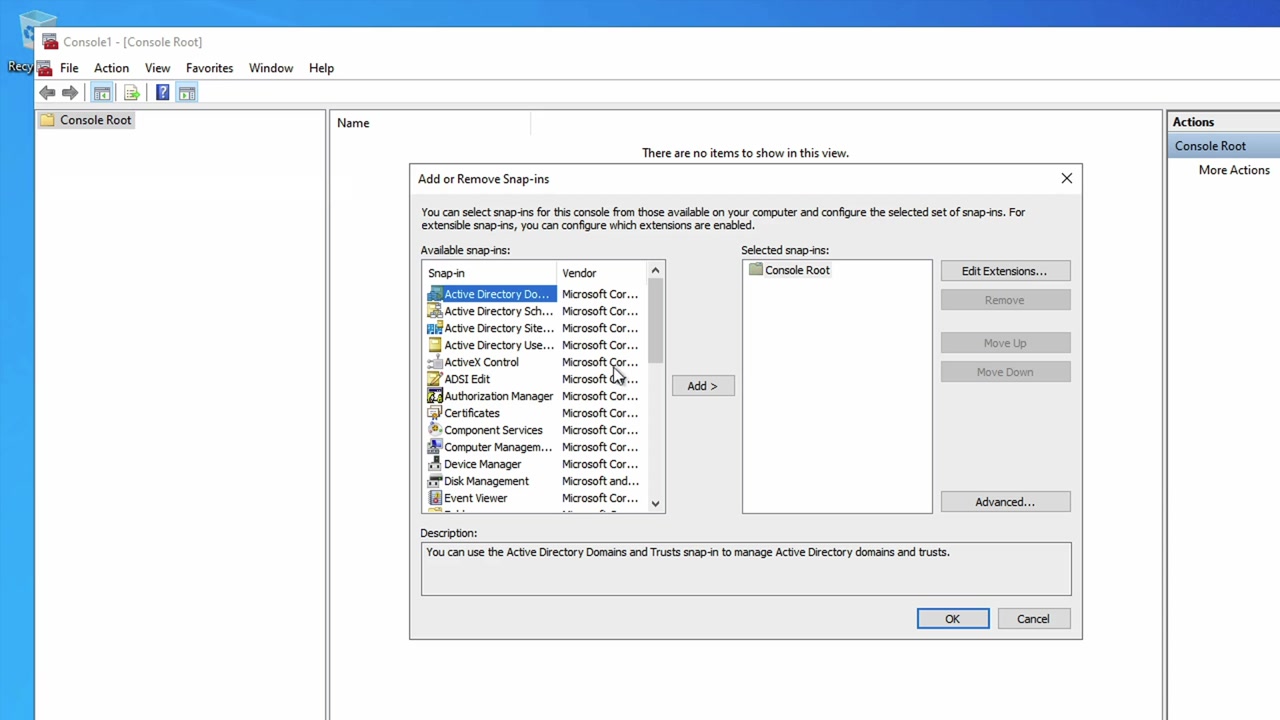 Recy
Console1 - [Console Root]
File Action View Favorites Window Help
Console Root
Name
There are no items to show in this view.
Actions
Console Root
More Actions
Add or Remove Snap-ins
You can select snap-ins for this console from those available on your computer and configure the selected set of snap-ins. For
extensible snap-ins, you can configure which extensions are enabled.
Available snap-ins:
Snap-in Vendor
Active Directory Do... Microsoft Cor...
Active Directory Sch... Microsoft Cor...
Active Directory Site... Microsoft Cor...
Active Directory Use... Microsoft Cor...
ActiveX Control Microsoft Cor...
ADSI Edit Microsoft Cor...
Authorization Manager Microsoft Cor...
Certificates Microsoft Cor...
Component Services Microsoft Cor...
Computer Managem... Microsoft Cor...
Device Manager Microsoft Cor...
Disk Management Microsoft and...
Event Viewer Microsoft Cor...
Add >
Selected snap-ins:
Console Root
Edit Extensions...
Remove
Move Up
Move Down
Advanced...
Description:
You can use the Active Directory Domains and Trusts snap-in to manage Active Directory domains and trusts.
OK
Cancel